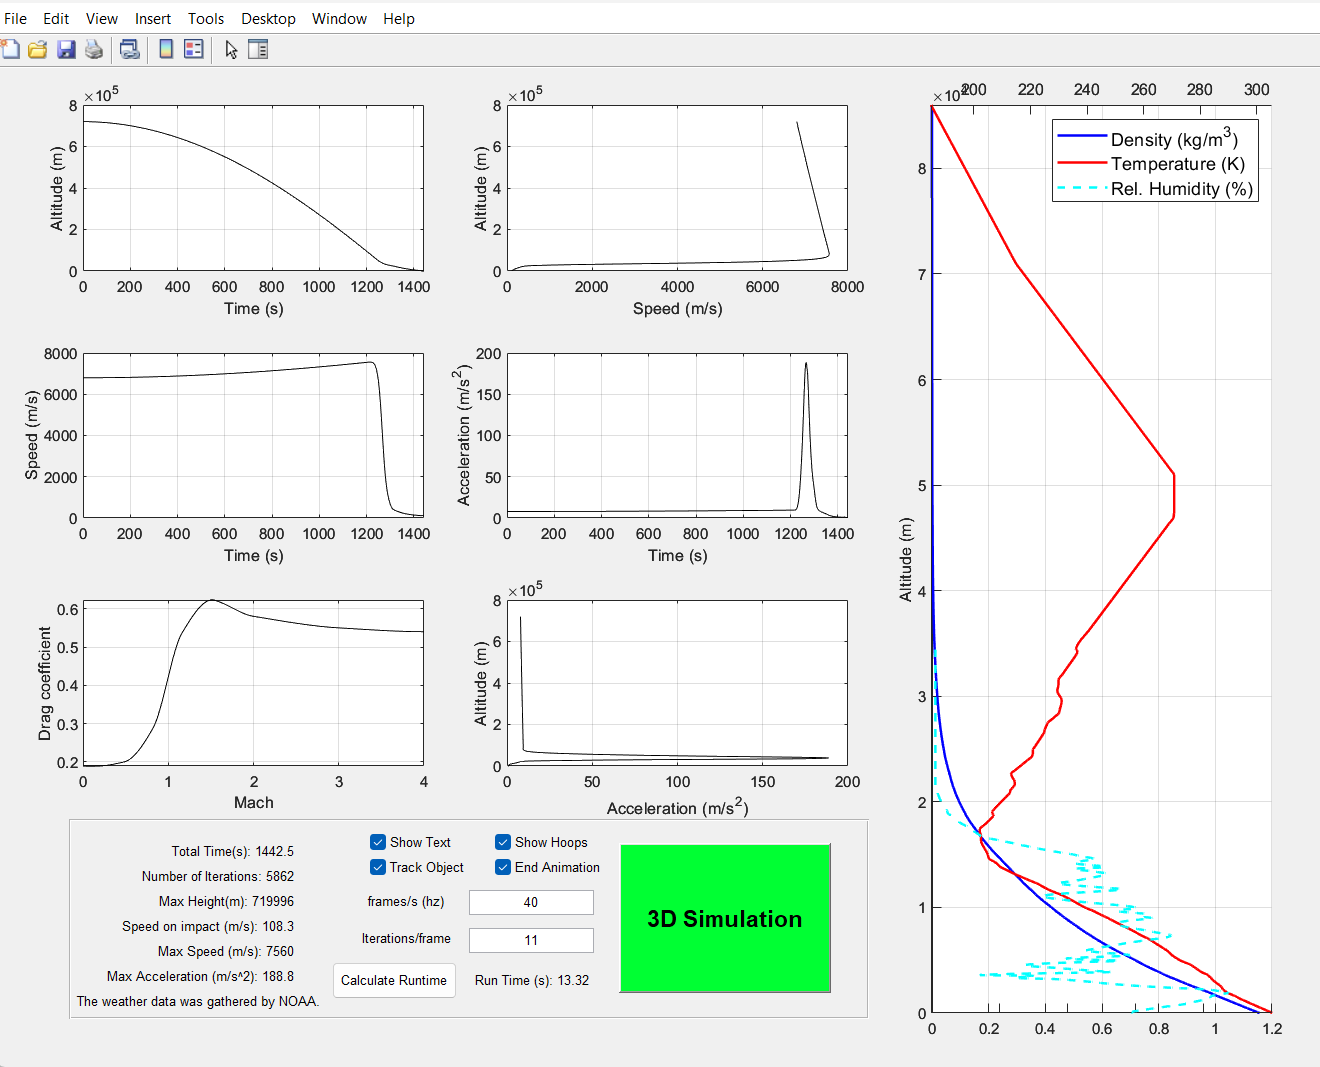 File Edit View Insert Tools Desktop Window Help
×10^5
8
6
4
2
0
Altitude (m)
0 200 400 600 800 1000 1200 1400
Time (s)
×10^5
8
6
4
2
0
Altitude (m)
0 2000 4000 6000 8000
Speed (m/s)
8000
6000
4000
2000
0
Speed (m/s)
0 200 400 600 800 1000 1200 1400
Time (s)
200
150
100
50
0
Acceleration (m/s^2)
0 200 400 600 800 1000 1200 1400
Time (s)
0.6
0.5
0.4
0.3
0.2
Drag coefficient
0 1 2 3 4
Mach
×10^5
8
6
4
2
0
Altitude (m)
0 50 100 150 200
Acceleration (m/s^2)
Total Time(s): 1442.5
Number of Iterations: 5862
Max Height(m): 719996
Speed on impact (m/s): 108.3
Max Speed (m/s): 7560
Max Acceleration (m/s^2): 188.8
The weather data was gathered by NOAA.
Show Text
Show Hoops
Track Object
End Animation
frames/s (hz) 40
Iterations/frame 11
Calculate Runtime
Run Time (s): 13.32
3D Simulation
200 220 240 260 280 300
Density (kg/m^3)
Temperature (K)
Rel. Humidity (%)
8
7
6
5
4
3
2
1
0
Altitude (m)
0 0.2 0.4 0.6 0.8 1 1.2